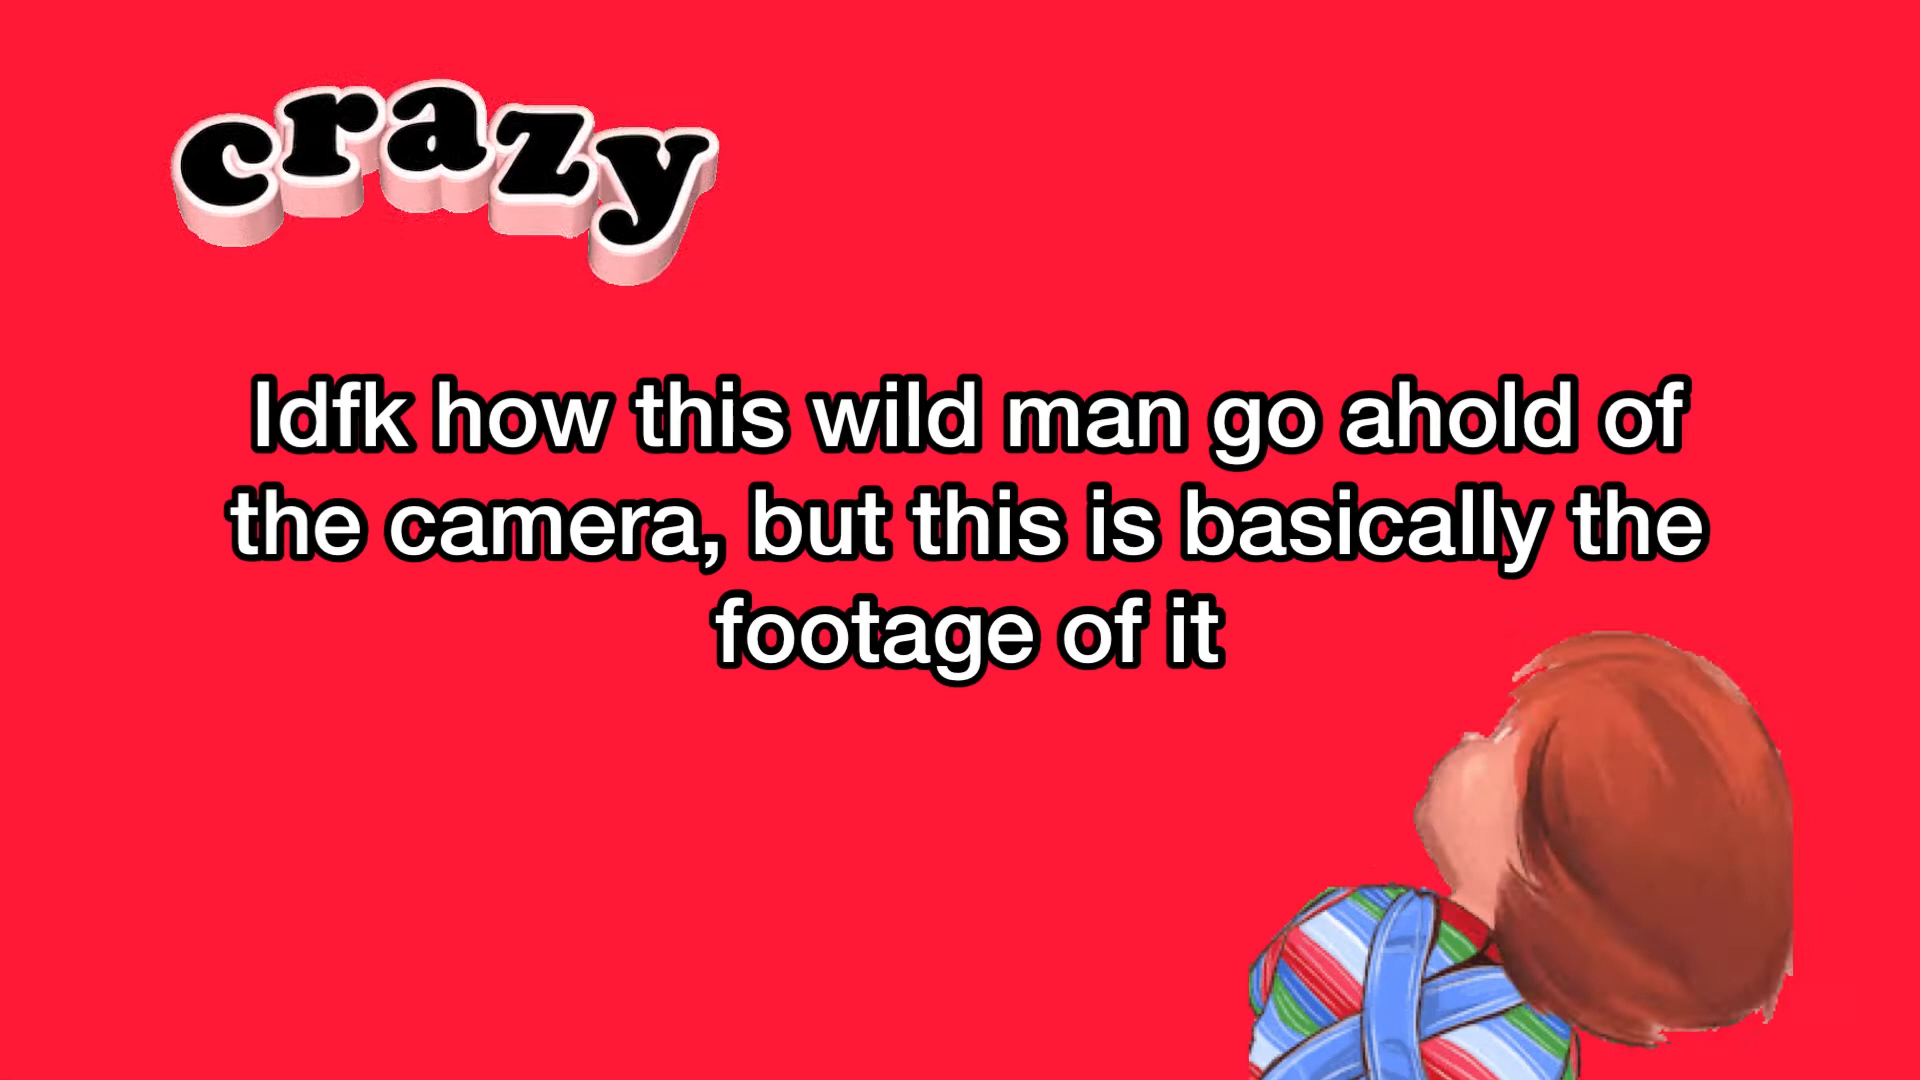 crazy
Idfk how this wild man go ahold of
the camera, but this is basically the
footage of it